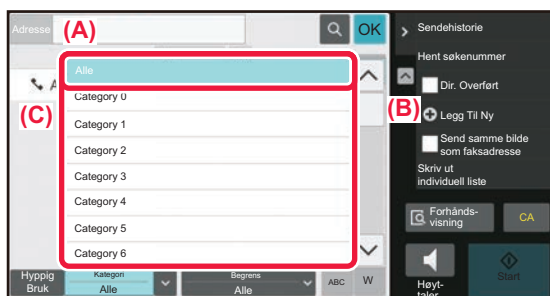 Adresse
(A)
OK
Alle
Category 0
Category 1
Category 2
Category 3
Category 4
Category 5
Category 6
(C)
A
Hyppig
Bruk
Kategori
Alle
Begrens
Alle
ABC
W
Sendehistorie
Hent søkenummer
Dir. Overført
(B)
Legg Til Ny
Send samme bilde
som faksadresse
Skriv ut
individuell liste
Forhånds-
visning
CA
Høyt-
taler
Start